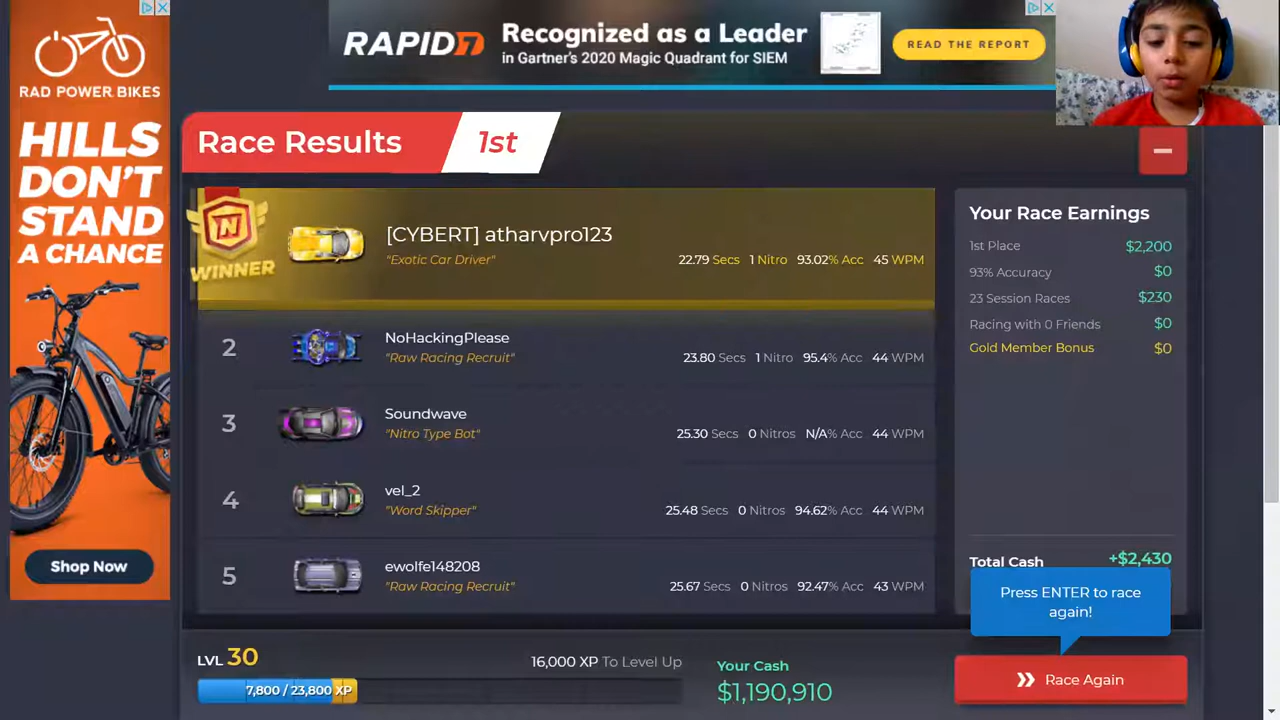 RAD POWER BIKES
HILLS
DON'T
STAND
A CHANCE
Shop Now
RAPID7
Recognized as a Leader
in Gartner's 2020 Magic Quadrant for SIEM
READ THE REPORT
Race Results
1st
N
WINNER
[CYBERT] atharvpro123
"Exotic Car Driver"
22.79 Secs 1 Nitro 93.02% Acc 45 WPM
2
NoHackingPlease
"Raw Racing Recruit"
23.80 Secs 1 Nitro 95.4% Acc 44 WPM
3
Soundwave
"Nitro Type Bot"
25.30 Secs 0 Nitros N/A% Acc 44 WPM
4
vel_2
"Word Skipper"
25.48 Secs 0 Nitros 94.62% Acc 44 WPM
5
ewolfe148208
"Raw Racing Recruit"
25.67 Secs 0 Nitros 92.47% Acc 43 WPM
Your Race Earnings
1st Place $2,200
93% Accuracy $0
23 Session Races $230
Racing with 0 Friends $0
Gold Member Bonus $0
Total Cash +$2,430
Press ENTER to race
again!
LVL 30
16,000 XP To Level Up
7,800 / 23,800 XP
Your Cash
$1,190,910
Race Again